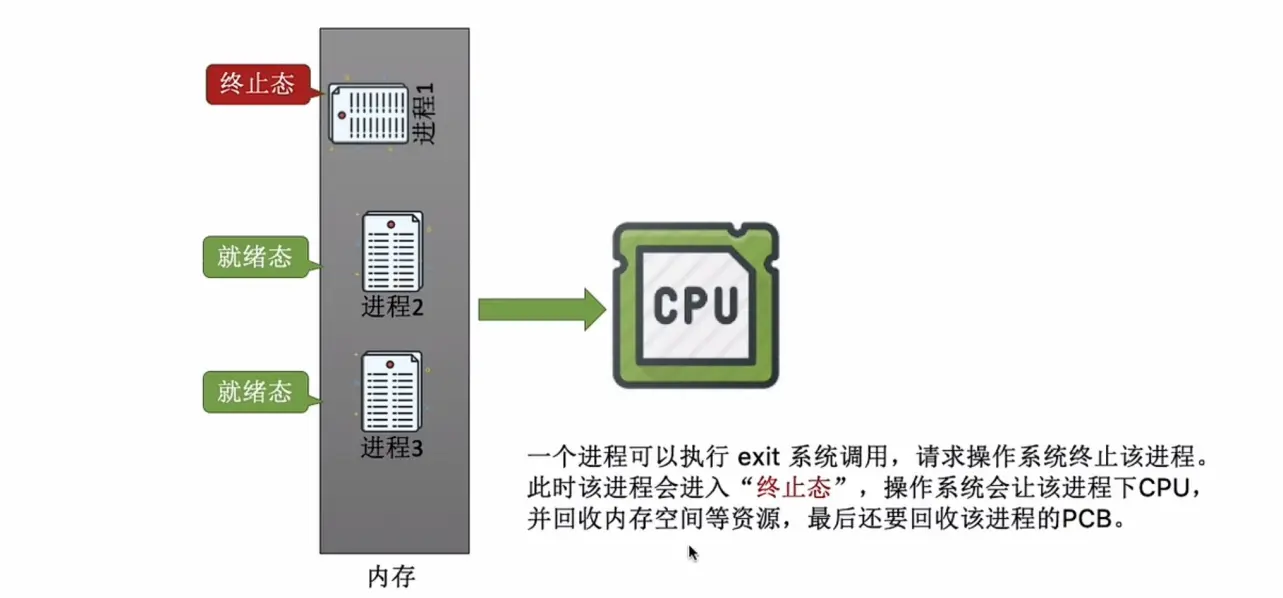 终止态
进程1
就绪态
进程2
CPU
就绪态
进程3
一个进程可以执行 exit 系统调用，请求操作系统终止该进程。
此时该进程会进入“终止态”，操作系统会让该进程下CPU，
并回收内存空间等资源，最后还要回收该进程的PCB。
内存